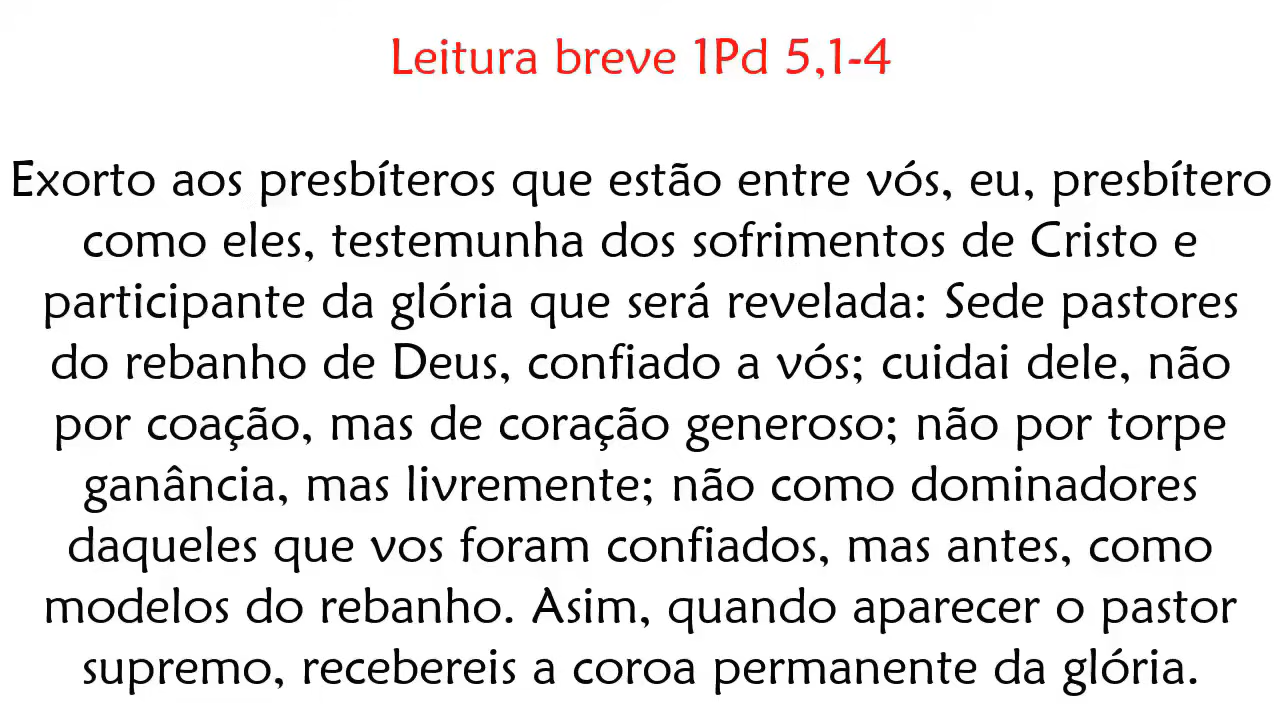 Leitura breve 1Pd 5,1-4
Exorto aos presbíteros que estão entre vós, eu, presbítero
como eles, testemunha dos sofrimentos de Cristo e
participante da glória que será revelada: Sede pastores
do rebanho de Deus, confiado a vós; cuidai dele, não
por coação, mas de coração generoso; não por torpe
ganância, mas livremente; não como dominadores
daqueles que vos foram confiados, mas antes, como
modelos do rebanho. Asim, quando aparecer o pastor
supremo, recebereis a coroa permanente da glória.